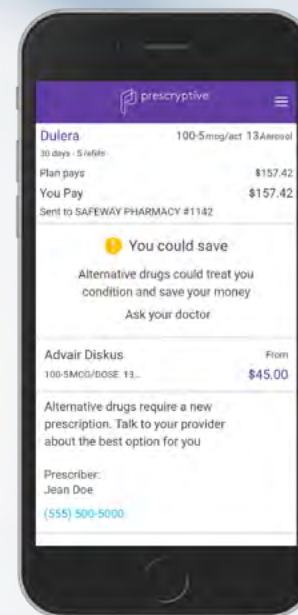 prescryptive
Dulera 100-5mcg/act 13Aerosol
30 days - 5 refills
Plan pays $157.42
You Pay $157.42
Sent to SAFEWAY PHARMACY #1142
You could save
Alternative drugs could treat you
condition and save your money
Ask your doctor
Advair Diskus From
100-5MCG/DOSE 13... $45.00
Alternative drugs require a new
prescription. Talk to your provider
about the best option for you
Prescriber:
Jean Doe
(555) 500-5000